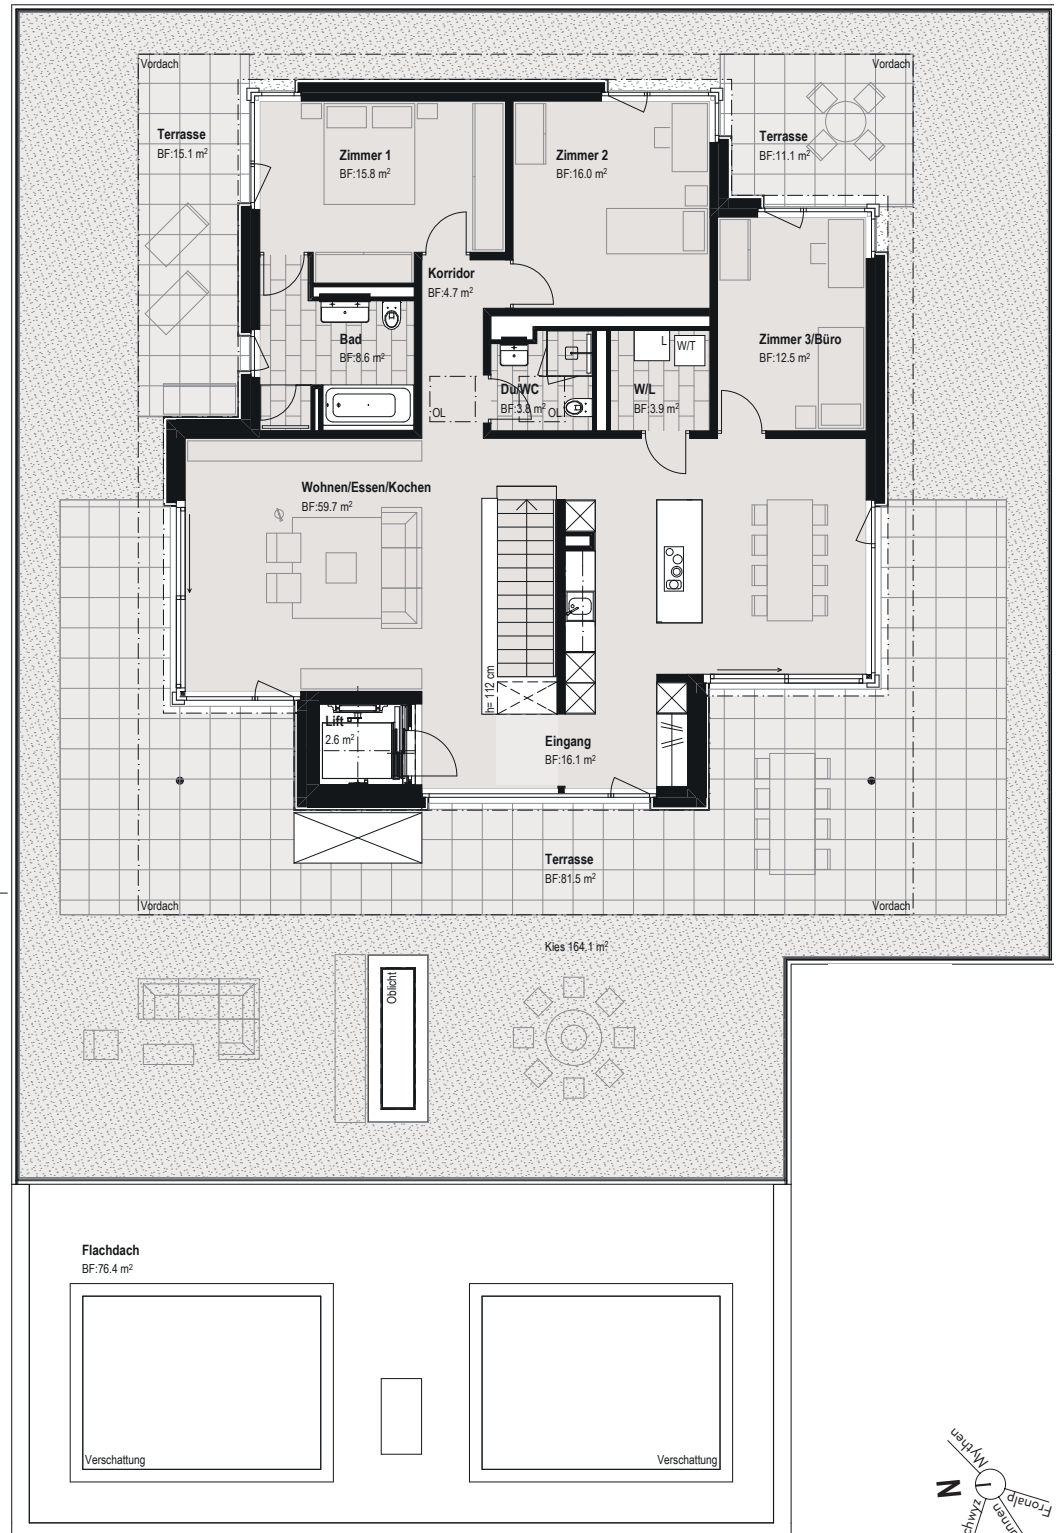 Vordach
Vordach
Terrasse
BF:15.1 m²
Zimmer 1
BF:15.8 m²
Zimmer 2
BF:16.0 m²
Terrasse
BF:11.1 m²
Korridor
BF:4.7 m²
Bad
BF:8.6 m²
L
W/T
Zimmer 3/Büro
BF:12.5 m²
Du/WC
BF:3.8 m²
W/L
BF:3.9 m²
OL
OL
Wohnen/Essen/Kochen
BF:59.7 m²
h= 112 cm
Lift
2.6 m²
Eingang
BF:16.1 m²
Terrasse
BF:81.5 m²
Vordach
Vordach
Kies 164.1 m²
Oblicht
Flachdach
BF:76.4 m²
Verschattung
Verschattung
Mythen
N
Fronalp